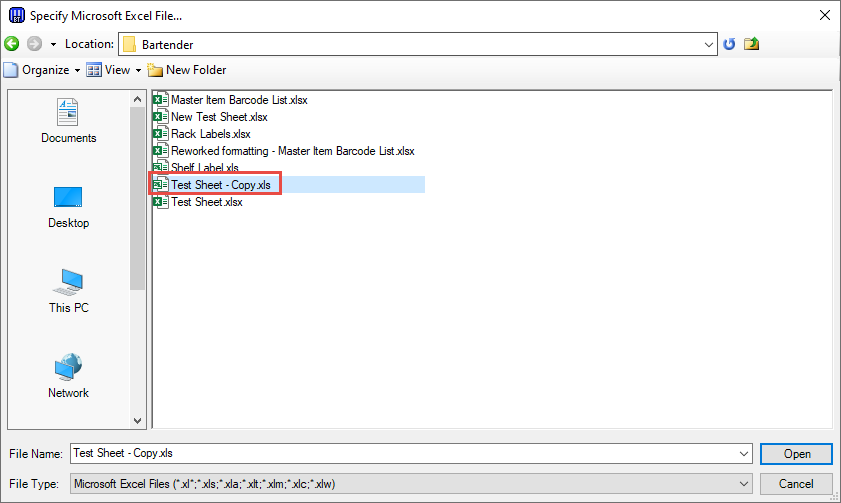 BT Specify Microsoft Excel File...
Location: Bartender
Organize View New Folder
Documents
Desktop
This PC
Network
Master Item Barcode List.xlsx
New Test Sheet.xlsx
Rack Labels.xlsx
Reworked formatting - Master Item Barcode List.xlsx
Shelf Label.xls
Test Sheet - Copy.xls
Test Sheet.xlsx
File Name: Test Sheet - Copy.xls Open
File Type: Microsoft Excel Files (*.xl*;*.xls;*.xla;*.xlt;*.xlm;*.xlc;*.xlw) Cancel